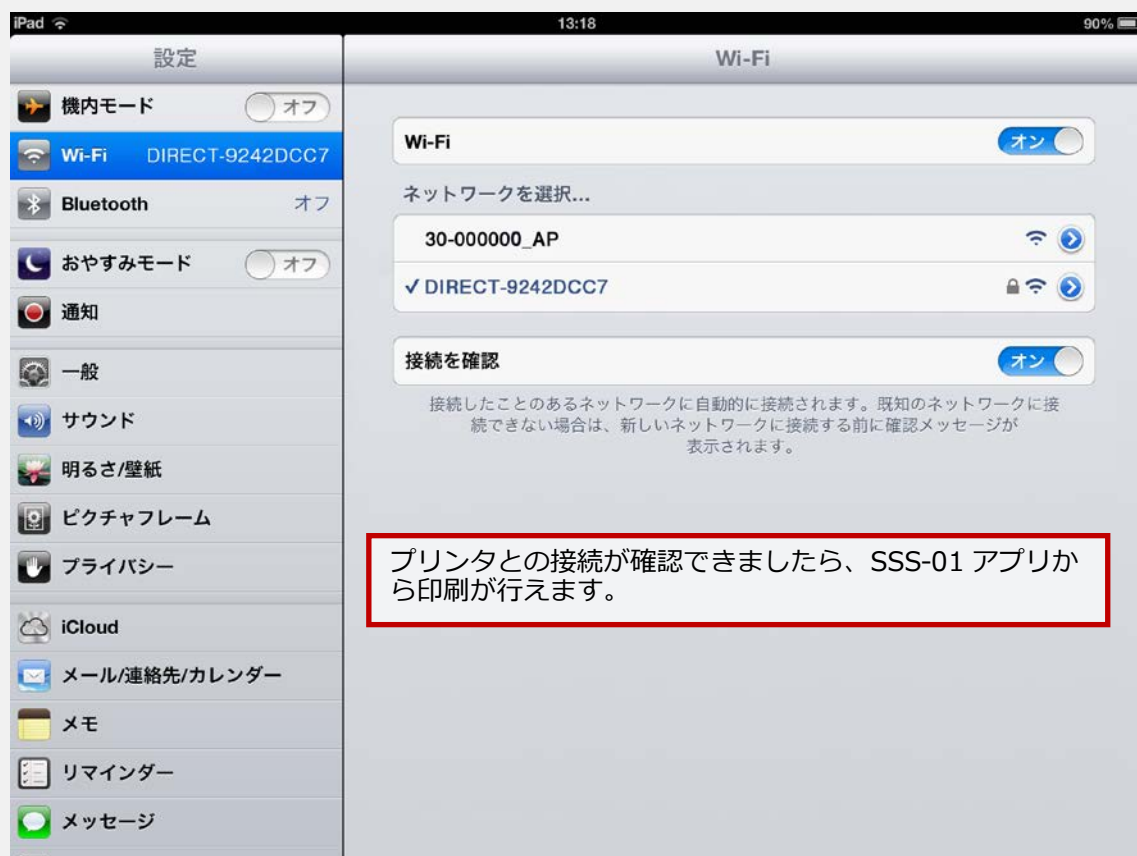 iPad 13:18 90%
設定
Wi-Fi
機内モード オフ
Wi-Fi DIRECT-9242DCC7
Bluetooth オフ
おやすみモード オフ
通知
一般
サウンド
明るさ/壁紙
ピクチャフレーム
プライバシー
iCloud
メール/連絡先/カレンダー
メモ
リマインダー
メッセージ
Wi-Fi オン
ネットワークを選択...
30-000000_AP
✓ DIRECT-9242DCC7
接続を確認 オン
接続したことのあるネットワークに自動的に接続されます。既知のネットワークに接
続できない場合は、新しいネットワークに接続する前に確認メッセージが
表示されます。
プリンタとの接続が確認できましたら、SSS-01 アプリか
ら印刷が行えます。